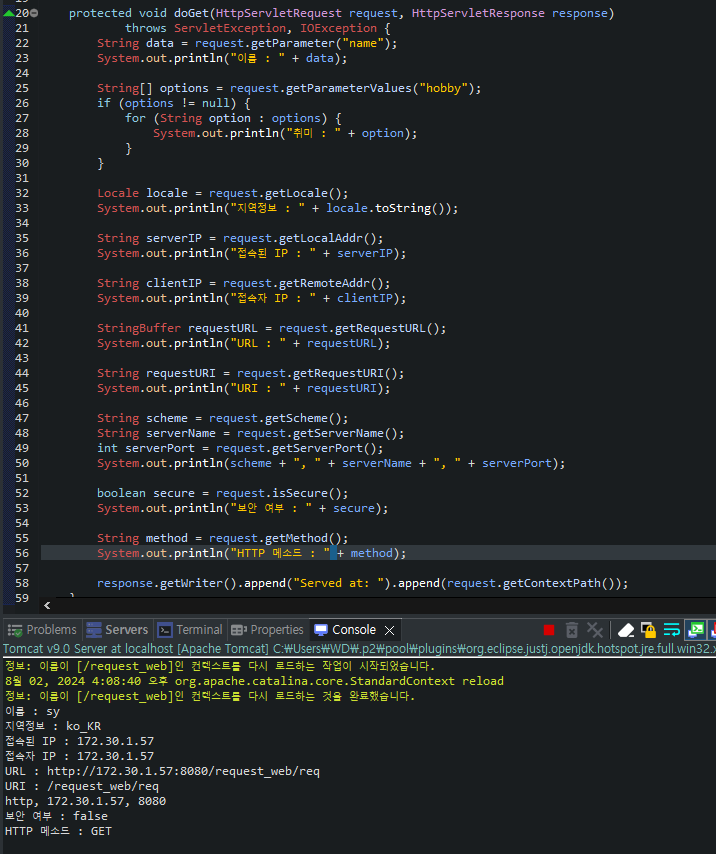 20 protected void doGet(HttpServletRequest request, HttpServletResponse response)
21 throws ServletException, IOException {
22 String data = request.getParameter("name");
23 System.out.println("이름 : " + data);
24
25 String[] options = request.getParameterValues("hobby");
26 if (options != null) {
27 for (String option : options) {
28 System.out.println("취미 : " + option);
29 }
30 }
31
32 Locale locale = request.getLocale();
33 System.out.println("지역정보 : " + locale.toString());
34
35 String serverIP = request.getLocalAddr();
36 System.out.println("접속된 IP : " + serverIP);
37
38 String clientIP = request.getRemoteAddr();
39 System.out.println("접속자 IP : " + clientIP);
40
41 StringBuffer requestURL = request.getRequestURL();
42 System.out.println("URL : " + requestURL);
43
44 String requestURI = request.getRequestURI();
45 System.out.println("URI : " + requestURI);
46
47 String scheme = request.getScheme();
48 String serverName = request.getServerName();
49 int serverPort = request.getServerPort();
50 System.out.println(scheme + ", " + serverName + ", " + serverPort);
51
52 boolean secure = request.isSecure();
53 System.out.println("보안 여부 : " + secure);
54
55 String method = request.getMethod();
56 System.out.println("HTTP 메소드 : " + method);
57
58 response.getWriter().append("Served at: ").append(request.getContextPath());
59
Problems Servers Terminal Properties Console
Tomcat v9.0 Server at localhost [Apache Tomcat] C:₩Users₩WD₩.p2₩pool₩plugins₩org.eclipse.justj.openjdk.hotspot.jre.full.win32.x
정보: 이름이 [/request_web]인 컨텍스트를 다시 로드하는 작업이 시작되었습니다.
8월 02, 2024 4:08:40 오후 org.apache.catalina.core.StandardContext reload
정보: 이름이 [/request_web]인 컨텍스트를 다시 로드하는 것을 완료했습니다.
이름 : sy
지역정보 : ko_KR
접속된 IP : 172.30.1.57
접속자 IP : 172.30.1.57
URL : http://172.30.1.57:8080/request_web/req
URI : /request_web/req
http, 172.30.1.57, 8080
보안 여부 : false
HTTP 메소드 : GET